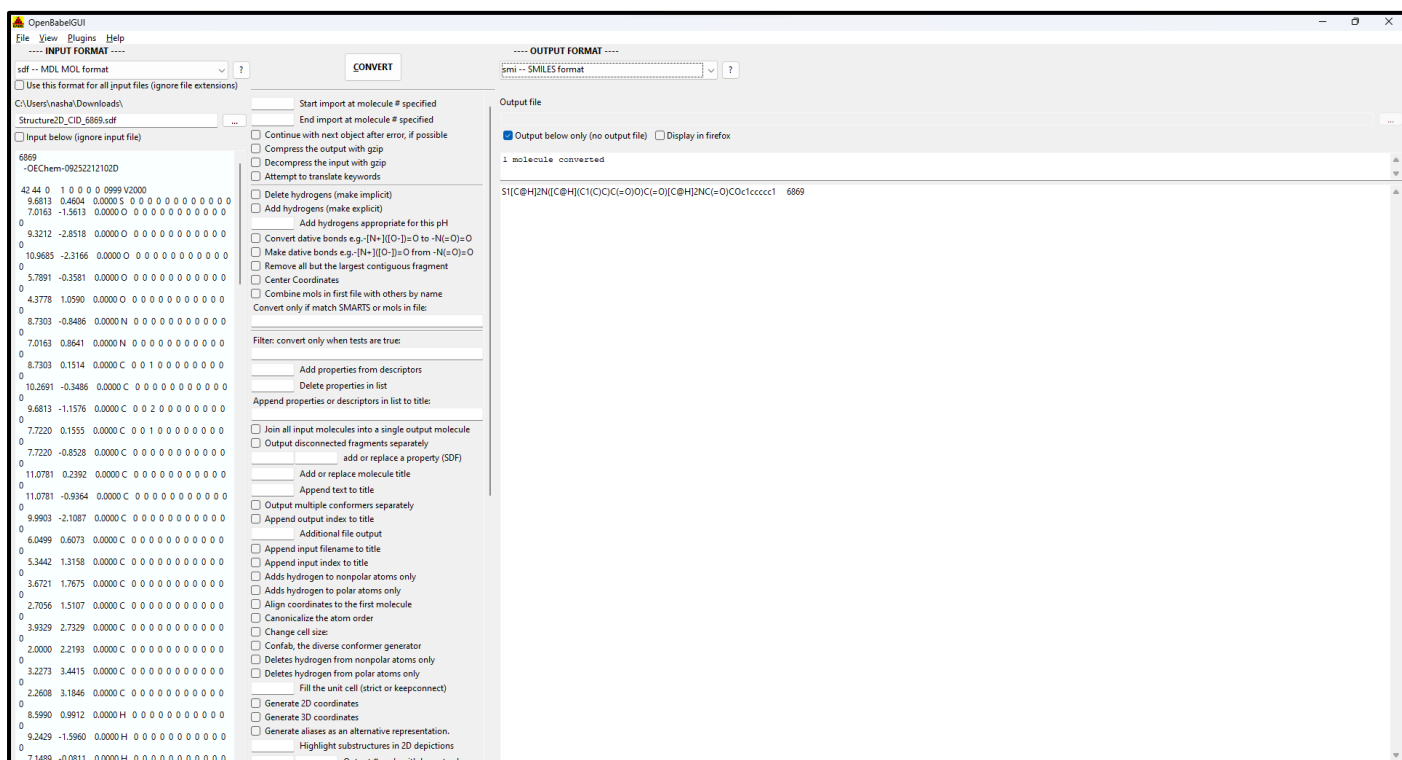 OpenBabelGUI
File View Plugins Help
---- INPUT FORMAT ----
sdf -- MDL MOL format
?
Use this format for all input files (ignore file extensions)
C:\Users\nasha\Downloads\
Structure2D_CID_6869.sdf
...
Input below (ignore input file)
6869
-OEChem-09252212102D
42 44 0 1 0 0 0 0 0999 V2000
9.6813 0.4604 0.0000 S 0 0 0 0 0 0 0 0 0 0 0 0
7.0163 -1.5613 0.0000 O 0 0 0 0 0 0 0 0 0 0 0
0
9.3212 -2.8518 0.0000 O 0 0 0 0 0 0 0 0 0 0 0
0
10.9685 -2.3166 0.0000 O 0 0 0 0 0 0 0 0 0 0 0
0
5.7891 -0.3581 0.0000 O 0 0 0 0 0 0 0 0 0 0 0
0
4.3778 1.0590 0.0000 O 0 0 0 0 0 0 0 0 0 0 0
0
8.7303 -0.8486 0.0000 N 0 0 0 0 0 0 0 0 0 0 0
0
7.0163 0.8641 0.0000 N 0 0 0 0 0 0 0 0 0 0 0
0
8.7303 0.1514 0.0000 C 0 0 1 0 0 0 0 0 0 0 0
0
10.2691 -0.3486 0.0000 C 0 0 0 0 0 0 0 0 0 0 0
0
9.6813 -1.1576 0.0000 C 0 0 2 0 0 0 0 0 0 0 0
0
7.7220 0.1555 0.0000 C 0 0 1 0 0 0 0 0 0 0 0
0
7.7220 -0.8528 0.0000 C 0 0 0 0 0 0 0 0 0 0 0
0
11.0781 0.2392 0.0000 C 0 0 0 0 0 0 0 0 0 0 0
0
11.0781 -0.9364 0.0000 C 0 0 0 0 0 0 0 0 0 0 0
0
9.9903 -2.1087 0.0000 C 0 0 0 0 0 0 0 0 0 0 0
0
6.0499 0.6073 0.0000 C 0 0 0 0 0 0 0 0 0 0 0
0
5.3442 1.3158 0.0000 C 0 0 0 0 0 0 0 0 0 0 0
0
3.6721 1.7675 0.0000 C 0 0 0 0 0 0 0 0 0 0 0
0
2.7056 1.5107 0.0000 C 0 0 0 0 0 0 0 0 0 0 0
0
3.9329 2.7329 0.0000 C 0 0 0 0 0 0 0 0 0 0 0
0
2.0000 2.2193 0.0000 C 0 0 0 0 0 0 0 0 0 0 0
0
3.2273 3.4415 0.0000 C 0 0 0 0 0 0 0 0 0 0 0
0
2.2608 3.1846 0.0000 C 0 0 0 0 0 0 0 0 0 0 0
0
8.5990 0.9912 0.0000 H 0 0 0 0 0 0 0 0 0 0 0
0
9.2429 -1.5960 0.0000 H 0 0 0 0 0 0 0 0 0 0 0
0
7.1489 -0.0811 0.0000 H 0 0 0 0 0 0 0 0 0 0 0
CONVERT
Start import at molecule # specified
End import at molecule # specified
Continue with next object after error, if possible
Compress the output with gzip
Decompress the input with gzip
Attempt to translate keywords
Delete hydrogens (make implicit)
Add hydrogens (make explicit)
Add hydrogens appropriate for this pH
Convert dative bonds e.g.-[N+]([O-])=O to -N(=O)=O
Make dative bonds e.g.-[N+]([O-])=O from -N(=O)=O
Remove all but the largest contiguous fragment
Center Coordinates
Combine mols in first file with others by name
Convert only if match SMARTS or mols in file:
Filter: convert only when tests are true:
Add properties from descriptors
Delete properties in list
Append properties or descriptors in list to title:
Join all input molecules into a single output molecule
Output disconnected fragments separately
add or replace a property (SDF)
Add or replace molecule title
Append text to title
Output multiple conformers separately
Append output index to title
Additional file output
Append input filename to title
Append input index to title
Adds hydrogen to nonpolar atoms only
Adds hydrogen to polar atoms only
Align coordinates to the first molecule
Canonicalize the atom order
Change cell size:
Confab, the diverse conformer generator
Deletes hydrogen from nonpolar atoms only
Deletes hydrogen from polar atoms only
Fill the unit cell (strict or keepconnect)
Generate 2D coordinates
Generate 3D coordinates
Generate aliases as an alternative representation.
Highlight substructures in 2D depictions
---- OUTPUT FORMAT ----
smi -- SMILES format
?
Output file
...
Output below only (no output file) Display in firefox
1 molecule converted
S1[C@H]2N([C@H](C1(C)C)C(=O)O)C(=O)[C@H]2NC(=O)COc1ccccc1 6869